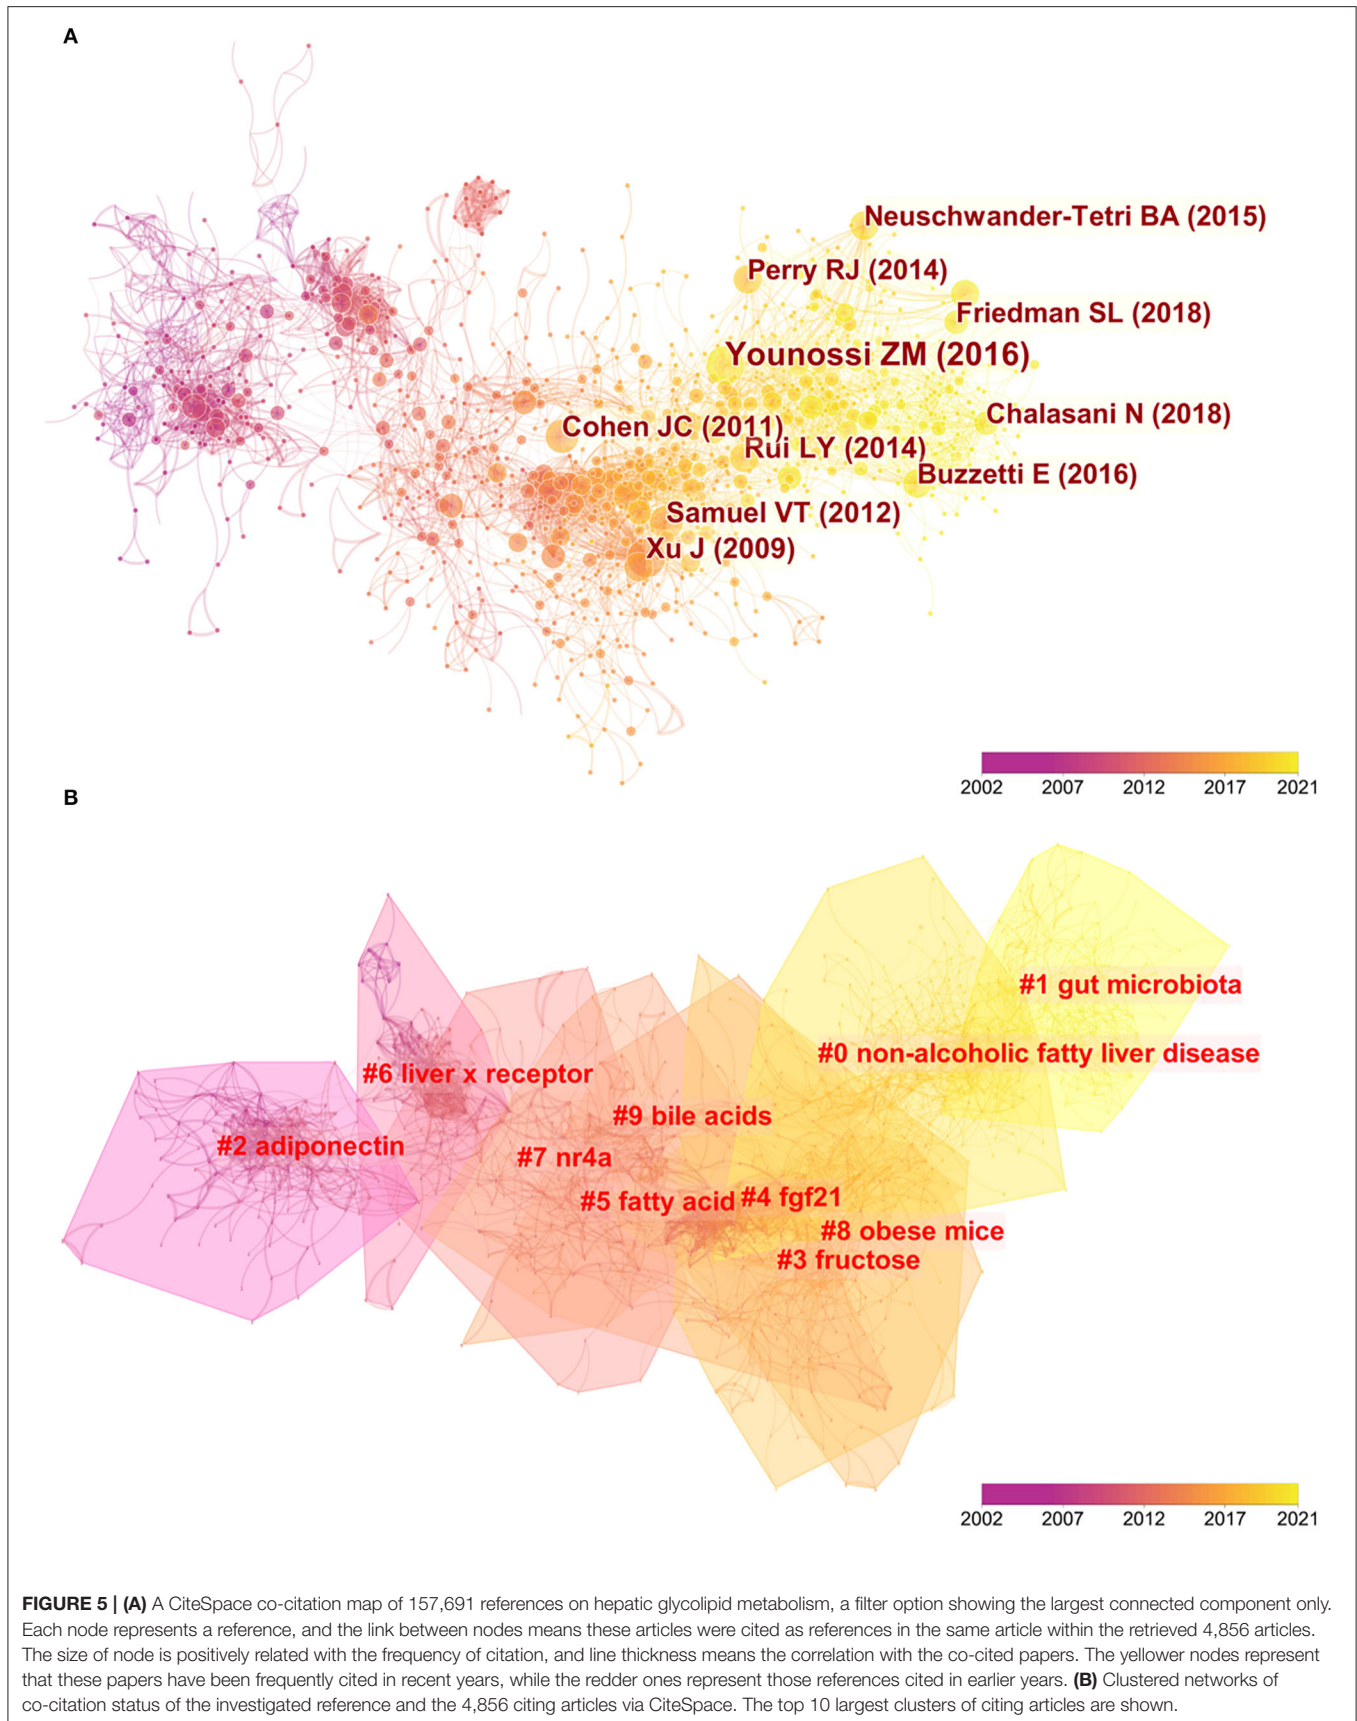 A
Neuschwander-Tetri BA (2015)
Perry RJ (2014)
Friedman SL (2018)
Younossi ZM (2016)
Chalasani N (2018)
Cohen JC (2011)
Rui LY (2014)
Buzzetti E (2016)
Samuel VT (2012)
Xu J (2009)
2002 2007 2012 2017 2021
B
#1 gut microbiota
#0 non-alcoholic fatty liver disease
#6 liver x receptor
#9 bile acids
#2 adiponectin
#7 nr4a
#5 fatty acid #4 fgf21
#8 obese mice
#3 fructose
2002 2007 2012 2017 2021
FIGURE 5 | (A) A CiteSpace co-citation map of 157,691 references on hepatic glycolipid metabolism, a filter option showing the largest connected component only.
Each node represents a reference, and the link between nodes means these articles were cited as references in the same article within the retrieved 4,856 articles.
The size of node is positively related with the frequency of citation, and line thickness means the correlation with the co-cited papers. The yellower nodes represent
that these papers have been frequently cited in recent years, while the redder ones represent those references cited in earlier years. (B) Clustered networks of
co-citation status of the investigated reference and the 4,856 citing articles via CiteSpace. The top 10 largest clusters of citing articles are shown.